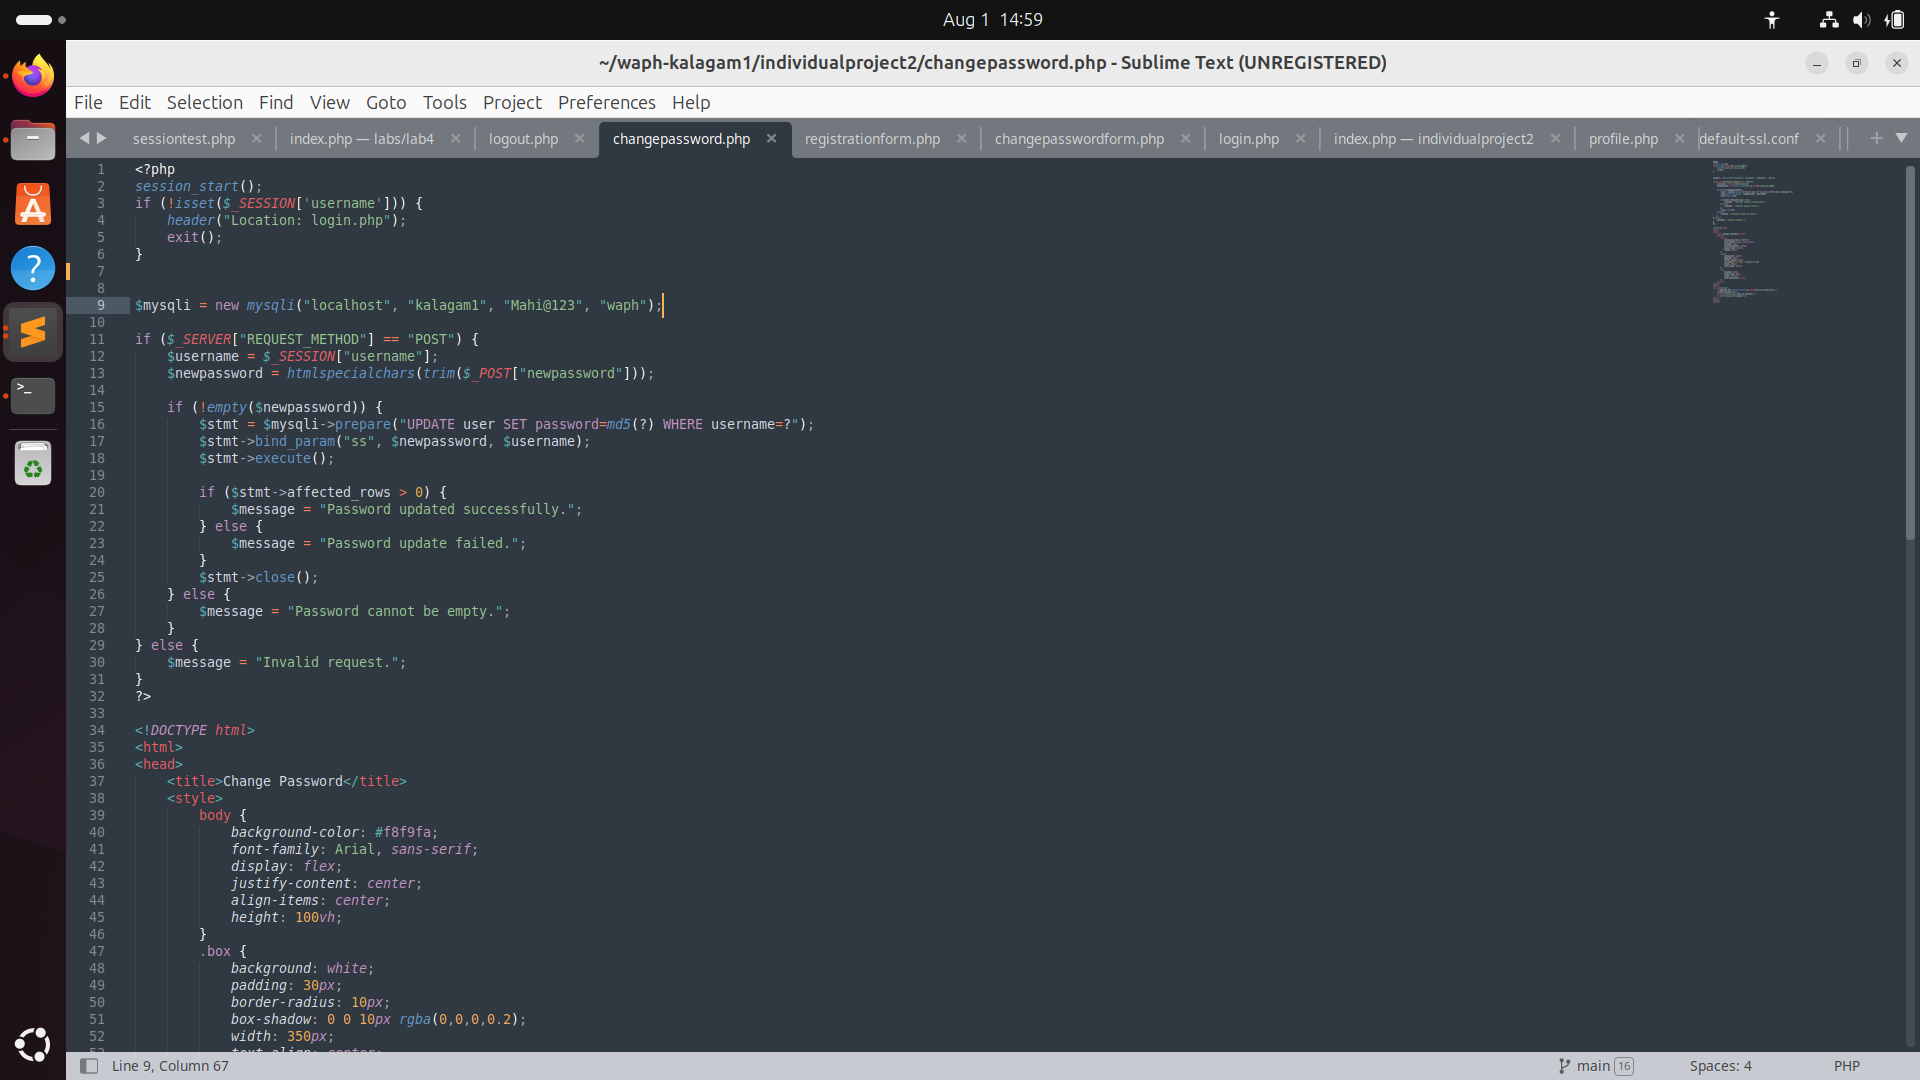 Aug 1 14:59
~/waph-kalagam1/individualproject2/changepassword.php - Sublime Text (UNREGISTERED)
File Edit Selection Find View Goto Tools Project Preferences Help
sessiontest.php index.php — labs/lab4 logout.php changepassword.php registrationform.php changepasswordform.php login.php index.php — individualproject2 profile.php default-ssl.conf
1 <?php
2 session_start();
3 if (!isset($_SESSION['username'])) {
4     header("Location: login.php");
5     exit();
6 }
7
8
9 $mysqli = new mysqli("localhost", "kalagam1", "Mahi@123", "waph");
10
11 if ($_SERVER["REQUEST_METHOD"] == "POST") {
12     $username = $_SESSION["username"];
13     $newpassword = htmlspecialchars(trim($_POST["newpassword"]));
14
15     if (!empty($newpassword)) {
16         $stmt = $mysqli->prepare("UPDATE user SET password=md5(?) WHERE username=?");
17         $stmt->bind_param("ss", $newpassword, $username);
18         $stmt->execute();
19
20         if ($stmt->affected_rows > 0) {
21             $message = "Password updated successfully.";
22         } else {
23             $message = "Password update failed.";
24         }
25         $stmt->close();
26     } else {
27         $message = "Password cannot be empty.";
28     }
29 } else {
30     $message = "Invalid request.";
31 }
32 ?>
33
34 <!DOCTYPE html>
35 <html>
36 <head>
37     <title>Change Password</title>
38     <style>
39         body {
40             background-color: #f8f9fa;
41             font-family: Arial, sans-serif;
42             display: flex;
43             justify-content: center;
44             align-items: center;
45             height: 100vh;
46         }
47         .box {
48             background: white;
49             padding: 30px;
50             border-radius: 10px;
51             box-shadow: 0 0 10px rgba(0,0,0,0.2);
52             width: 350px;
53             text-align: center;
Line 9, Column 67 main 16 Spaces: 4 PHP